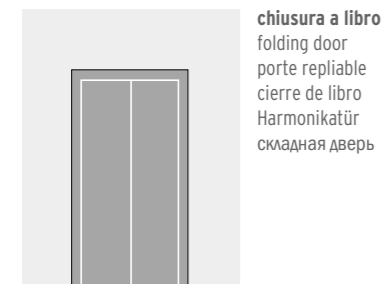 chiusura a libro
folding door
porte repliable
cierre de libro
Harmonikatür
складная дверь